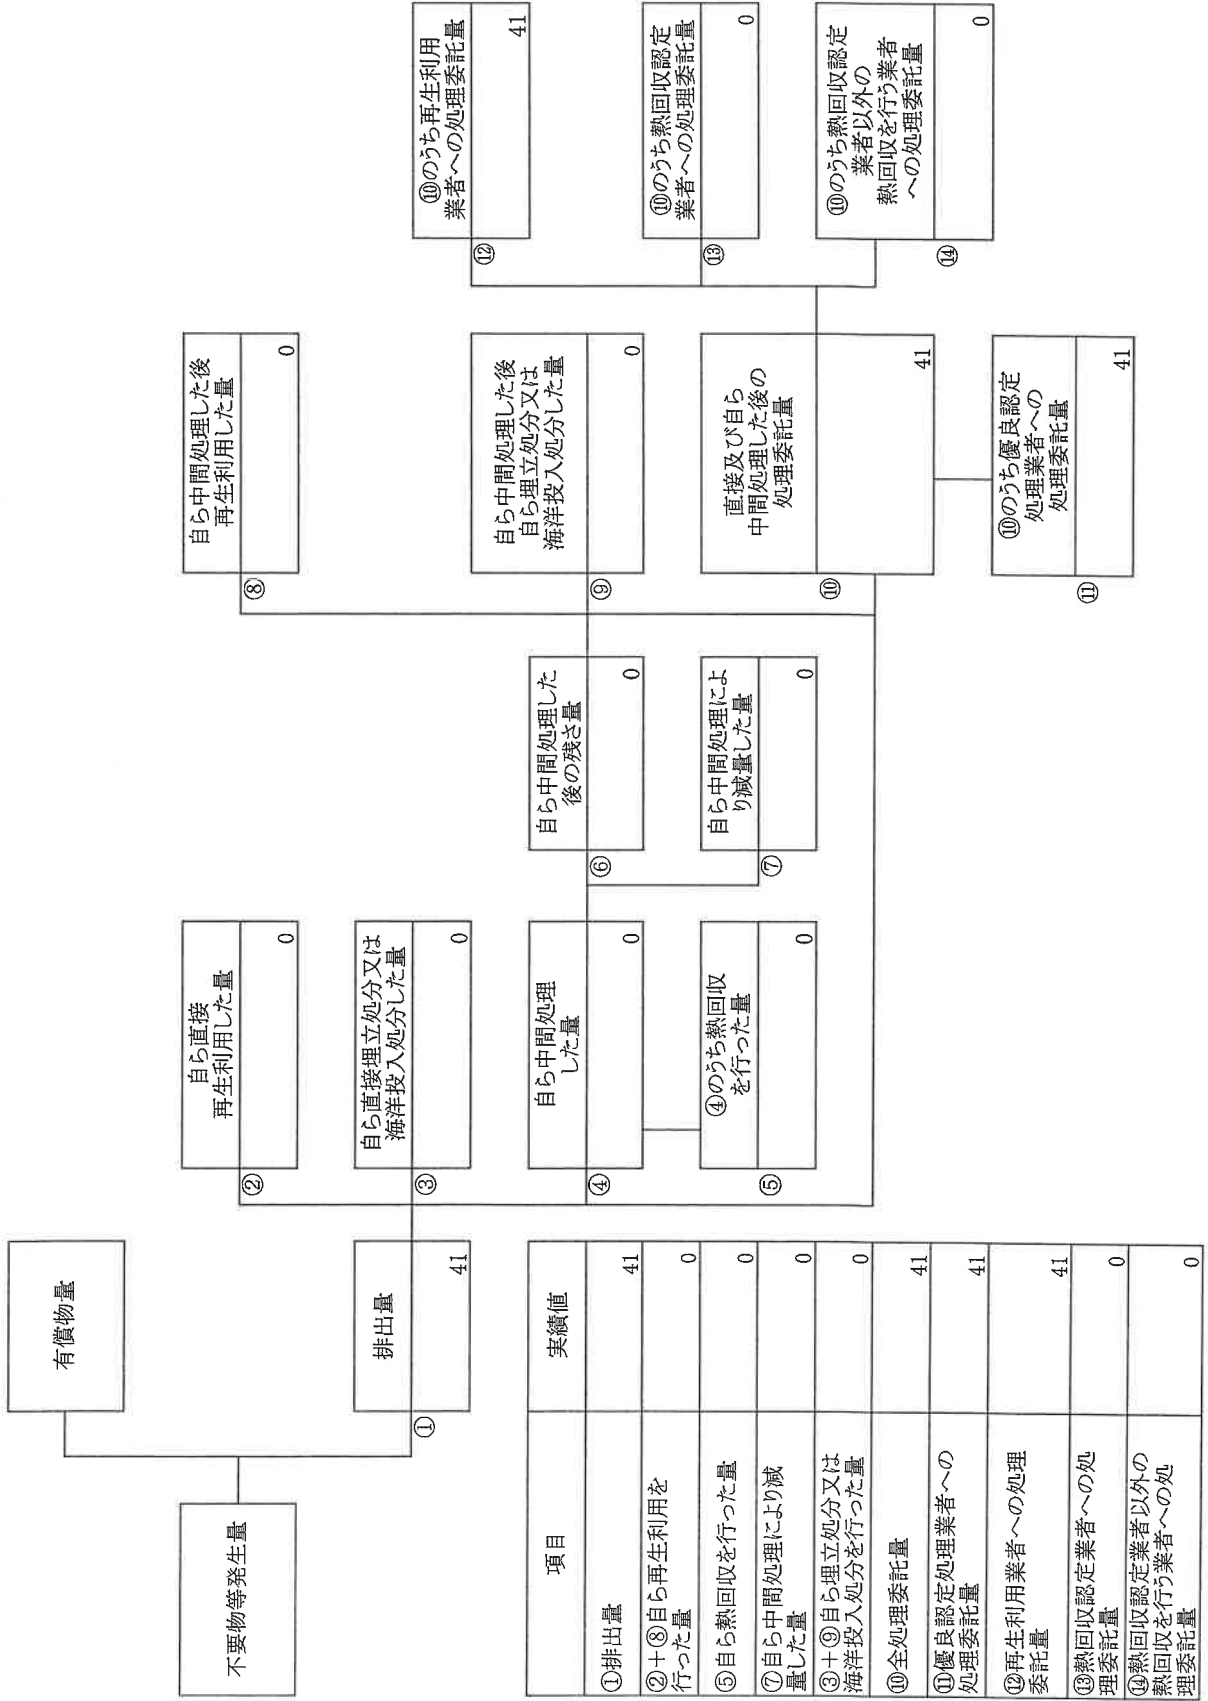 不要物等発生量
有償物量
①
排出量
41
②
自ら直接
再生利用した量
0
③
自ら直接埋立処分又は
海洋投入処分した量
0
④
自ら中間処理
した量
0
⑤
④のうち熱回収
を行った量
0
⑥
自ら中間処理した
後の残さ量
0
⑦
自ら中間処理によ
り減量した量
0
⑧
自ら中間処理した後
再生利用した量
0
⑨
自ら中間処理した後
自ら埋立処分又は
海洋投入処分した量
0
⑩
直接及び自ら
中間処理した後の
処理委託量
41
⑪
⑩のうち優良認定
処理業者への
処理委託量
41
⑫
⑩のうち再生利用
業者への処理委託量
41
⑬
⑩のうち熱回収認定
業者への処理委託量
0
⑭
⑩のうち熱回収認定
業者以外の
熱回収を行う業者
への処理委託量
0
項目 実績値
①排出量 41
②＋⑧自ら再生利用を
行った量 0
⑤自ら熱回収を行った量 0
⑦自ら中間処理により減
量した量 0
③＋⑨自ら埋立処分又は
海洋投入処分を行った量 0
⑩全処理委託量 41
⑪優良認定処理業者への
処理委託量 41
⑫再生利用業者への処理
委託量 41
⑬熱回収認定業者への処
理委託量 0
⑭熱回収認定業者以外の
熱回収を行う業者への処
理委託量 0